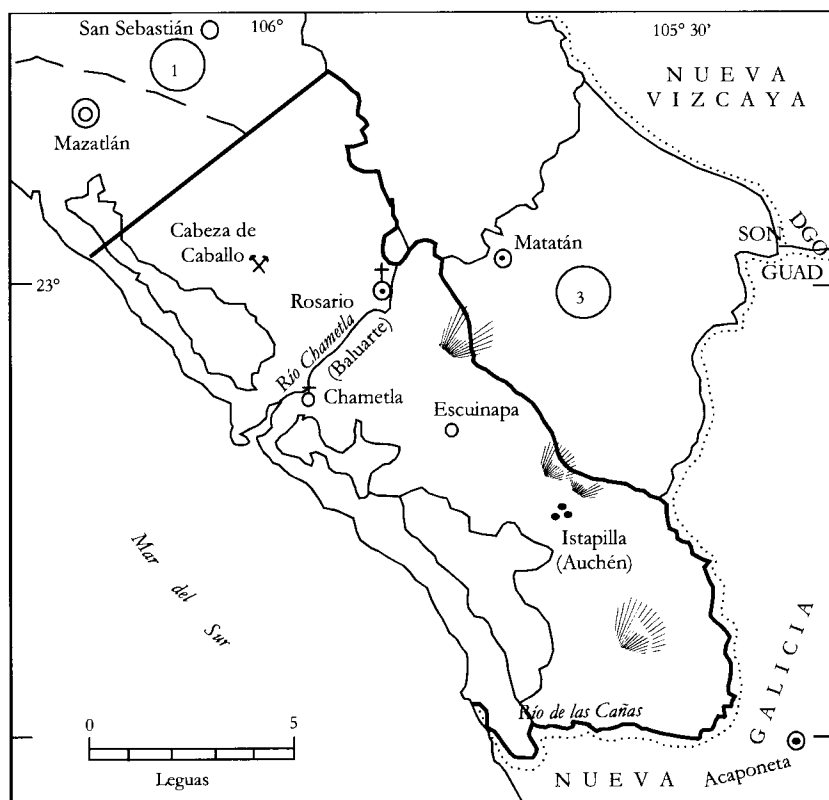 San Sebastián
106°
105° 30'
1
NUEVA
VIZCAYA
Mazatlán
DGO
SON
GUAD
Cabeza de
Caballo
Matatán
23°
3
Rosario
Río Chametla
(Baluarte)
Chametla
Escuinapa
Istapilla
(Auchén)
Mar
del
Sur
GALICIA
Río de las Cañas
0
5
Leguas
NUEVA
Acaponeta